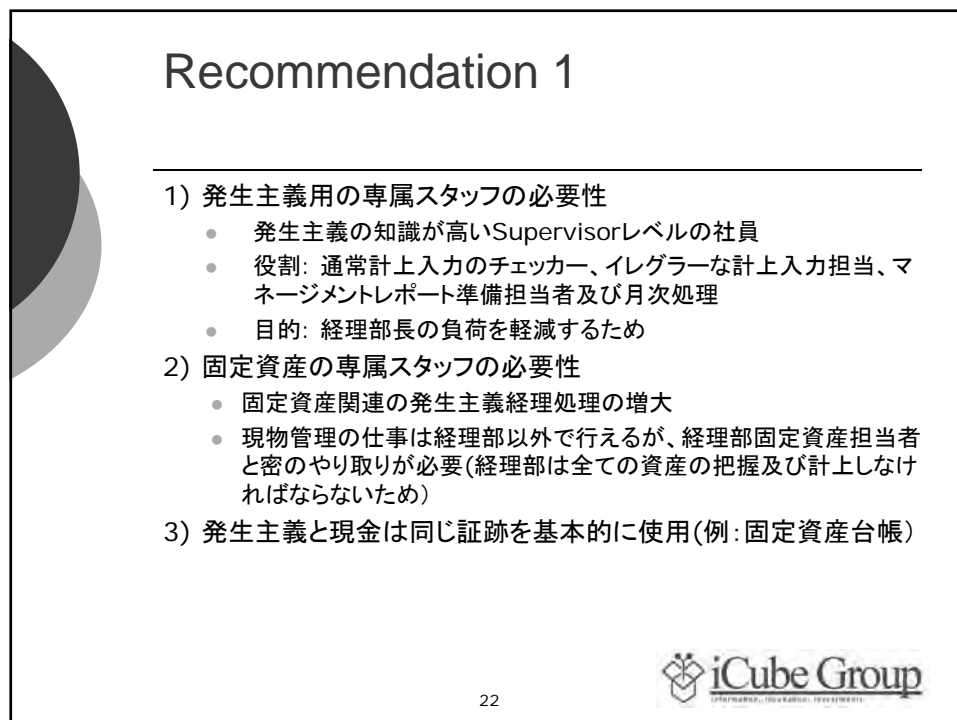 Recommendation 1
1) 発生主義用の専属スタッフの必要性
● 発生主義の知識が高いSupervisorレベルの社員
● 役割: 通常計上入力のチェッカー、イレグラーな計上入力担当、マ
ネージメントレポート準備担当者及び月次処理
● 目的: 経理部長の負荷を軽減するため
2) 固定資産の専属スタッフの必要性
● 固定資産関連の発生主義経理処理の増大
● 現物管理の仕事は経理部以外で行えるが、経理部固定資産担当者
と密のやり取りが必要(経理部は全ての資産の把握及び計上しなけ
ればならないため）
3) 発生主義と現金は同じ証跡を基本的に使用(例:固定資産台帳）
iCube Group
22